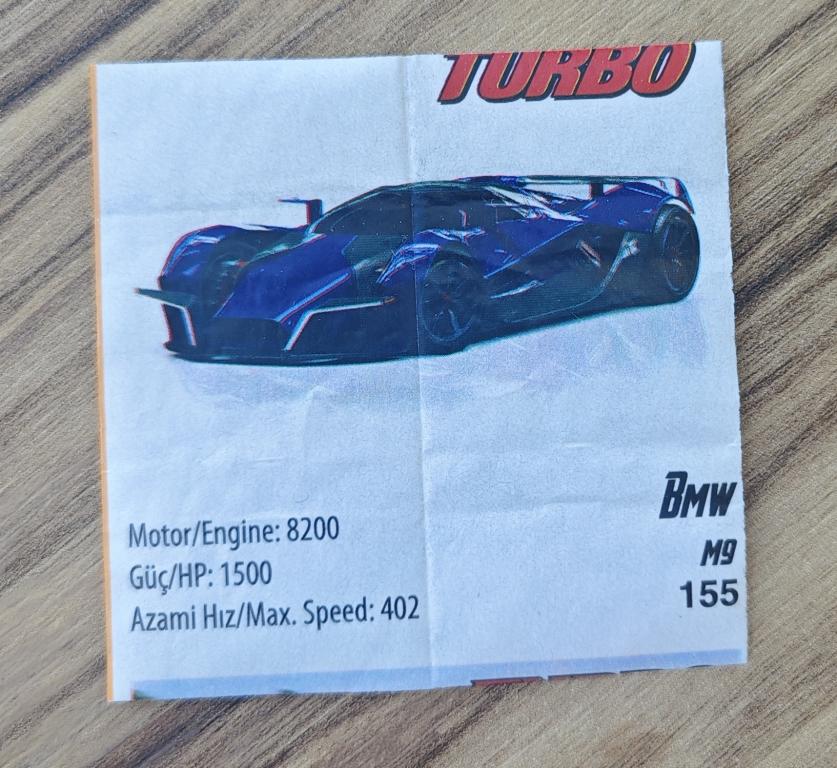 TURBO
Motor/Engine: 8200
Güç/HP: 1500
Azami Hız/Max. Speed: 402
BMW
M9
155